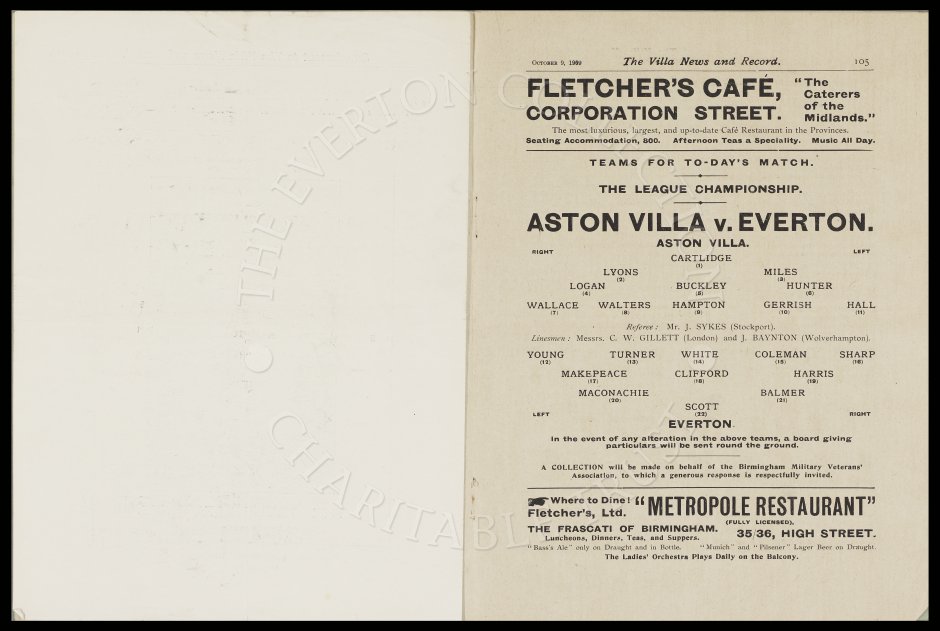 THE EVERTON COLLECTION
CHARITABLE TRUST
OCTOBER 9, 1909 The Villa News and Record. 105
FLETCHER'S CAFÉ,
CORPORATION STREET.
"The
Caterers
of the
Midlands."
The most luxurious, largest, and up-to-date Café Restaurant in the Provinces.
Seating Accommodation, 800. Afternoon Teas a Speciality. Music All Day.
TEAMS FOR TO-DAY'S MATCH.
THE LEAGUE CHAMPIONSHIP.
ASTON VILLA v. EVERTON.
ASTON VILLA.
RIGHT LEFT
CARTLIDGE
(1)
LYONS MILES
(2) (3)
LOGAN BUCKLEY HUNTER
(4) (5) (6)
WALLACE WALTERS HAMPTON GERRISH HALL
(7) (8) (9) (10) (11)
Referee: Mr. J. SYKES (Stockport).
Linesmen: Messrs. C. W. GILLETT (London) and J. BAYNTON (Wolverhampton).
YOUNG TURNER WHITE COLEMAN SHARP
(12) (13) (14) (15) (16)
MAKEPEACE CLIFFORD HARRIS
(17) (18) (19)
MACONACHIE BALMER
(20) (21)
SCOTT
(22)
LEFT RIGHT
EVERTON
In the event of any alteration in the above teams, a board giving
particulars will be sent round the ground.
A COLLECTION will be made on behalf of the Birmingham Military Veterans'
Association, to which a generous response is respectfully invited.
Where to Dine!
Fletcher's, Ltd.
"METROPOLE RESTAURANT"
(FULLY LICENSED),
THE FRASCATI OF BIRMINGHAM.
35/36, HIGH STREET.
Luncheons, Dinners, Teas, and Suppers.
"Bass's Ale" only on Draught and in Bottle. "Munich" and "Pilsener" Lager Beer on Draught.
The Ladies' Orchestra Plays Daily on the Balcony.